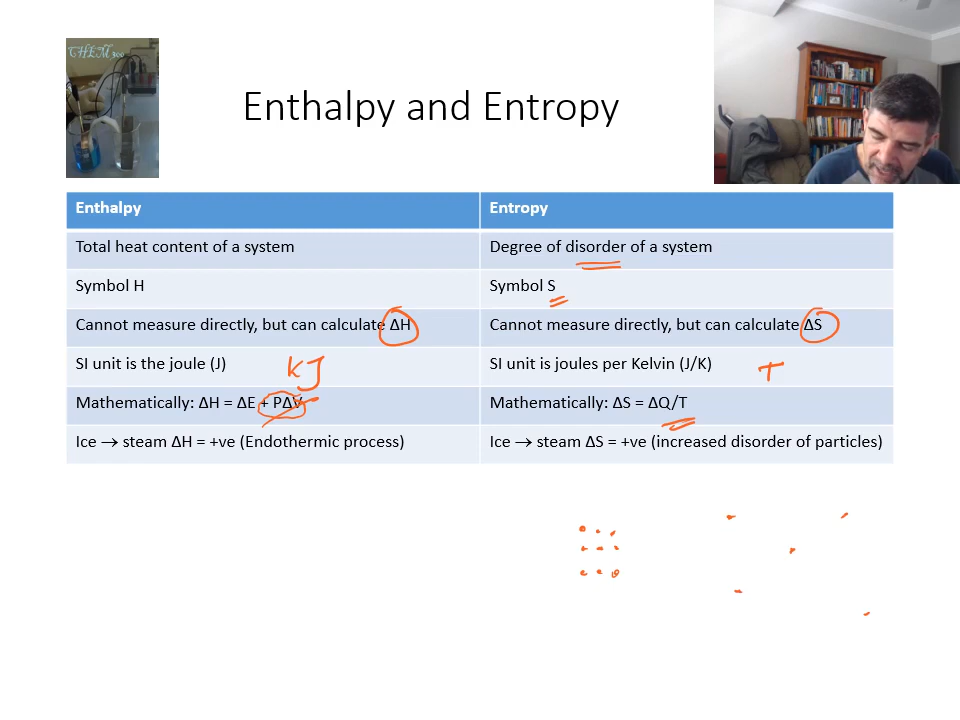 CHEM 300
Enthalpy and Entropy
Enthalpy Entropy
Total heat content of a system Degree of disorder of a system
Symbol H Symbol S
Cannot measure directly, but can calculate ΔH Cannot measure directly, but can calculate ΔS
SI unit is the joule (J) kJ SI unit is joules per Kelvin (J/K) T
Mathematically: ΔH = ΔE + PΔV Mathematically: ΔS = ΔQ/T
Ice → steam ΔH = +ve (Endothermic process) Ice → steam ΔS = +ve (increased disorder of particles)